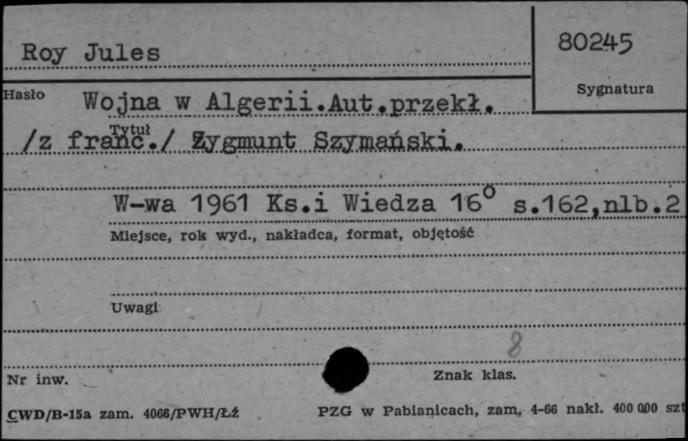 Roy Jules
80245
Sygnatura
Hasło
Wojna w Algerii.Aut.przekł.
Tytuł
/z franc./ Zygmunt Szymański.
W-wa 1961 Ks.i Wiedza 16° s.162,nlb.2
Miejsce, rok wyd., nakładca, format, objętość
Uwagi
8
Nr inw.
Znak klas.
CWD/B-15a zam. 4066/PWH/ŁŻ
PZG w Pabianicach, zam. 4-66 nakł. 400 000 szt